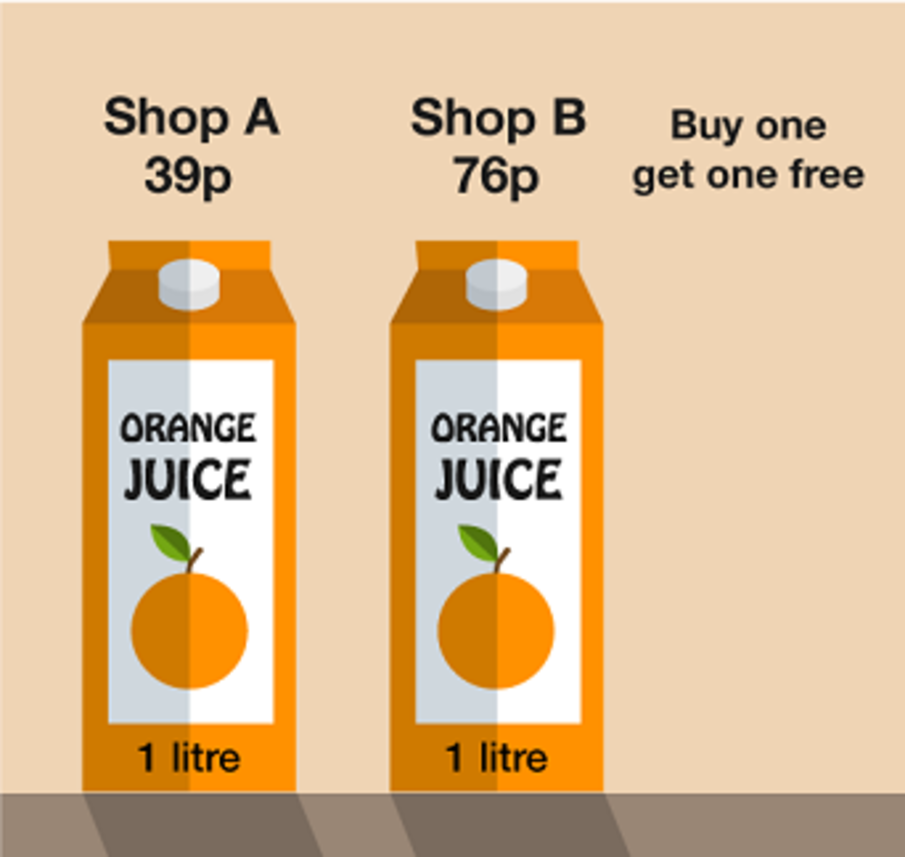 Shop A
39p
Shop B
76p
Buy one
get one free
ORANGE
JUICE
1 litre
ORANGE
JUICE
1 litre